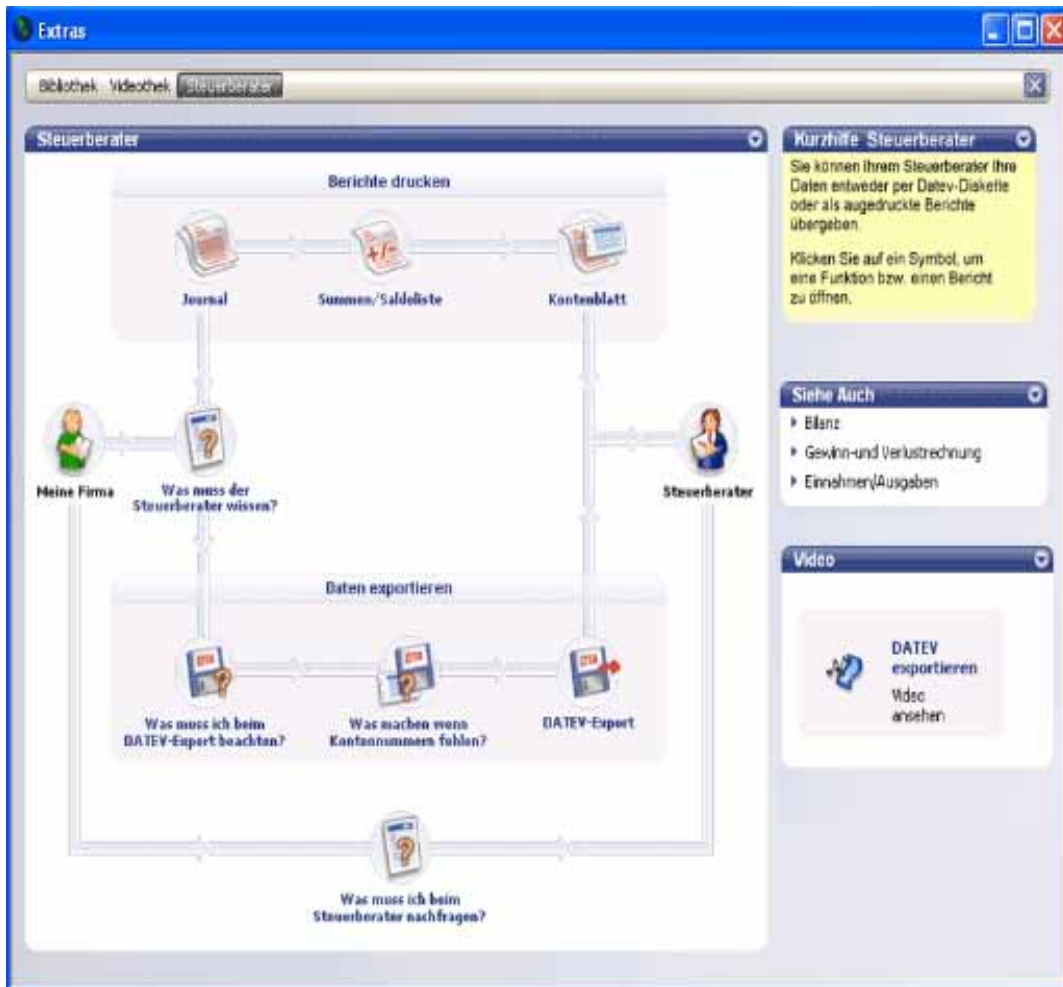 Extras
Bibliothek Videothek Steuerberater
Steuerberater
Berichte drucken
Journal
Summen/Saldoliste
Kontenblatt
Meine Firma
Was muss der
Steuerberater wissen?
Steuerberater
Daten exportieren
Was muss ich beim
DATEV-Export beachten?
Was machen wenn
Kontonnummern fehlen?
DATEV-Export
Was muss ich beim
Steuerberater nachfragen?
Kurzhilfe Steuerberater
Sie können Ihrem Steuerberater Ihre
Daten entweder per Datev-Diskette
oder als augedruckte Berichte
übergeben.
Klicken Sie auf ein Symbol, um
eine Funktion bzw. einen Bericht
zu öffnen.
Siehe Auch
Bilanz
Gewinn-und Verlustrechnung
Einnahmen/Ausgaben
Video
DATEV
exportieren
Video
ansehen